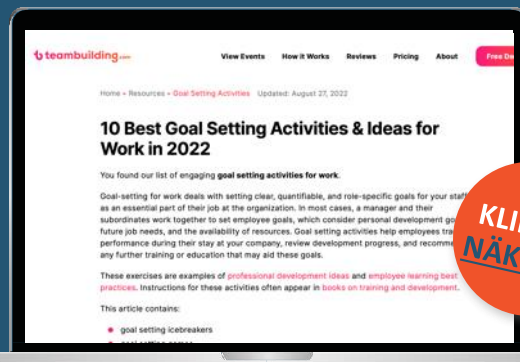 teambuilding.com
View Events How it Works Reviews Pricing About Free De
Home • Resources • Goal Setting Activities Updated: August 27, 2022
10 Best Goal Setting Activities & Ideas for
Work in 2022
You found our list of engaging goal setting activities for work.
Goal-setting for work deals with setting clear, quantifiable, and role-specific goals for your staff
as an essential part of their job at the organization. In most cases, a manager and their
subordinates work together to set employee goals, which consider personal development go
future job needs, and the availability of resources. Goal setting activities help employees tra
performance during their stay at your company, review development progress, and recomme
any further training or education that may aid these goals.
These exercises are examples of professional development ideas and employee learning best
practices. Instructions for these activities often appear in books on training and development.
This article contains:
goal setting icebreakers
KLI
NÄK